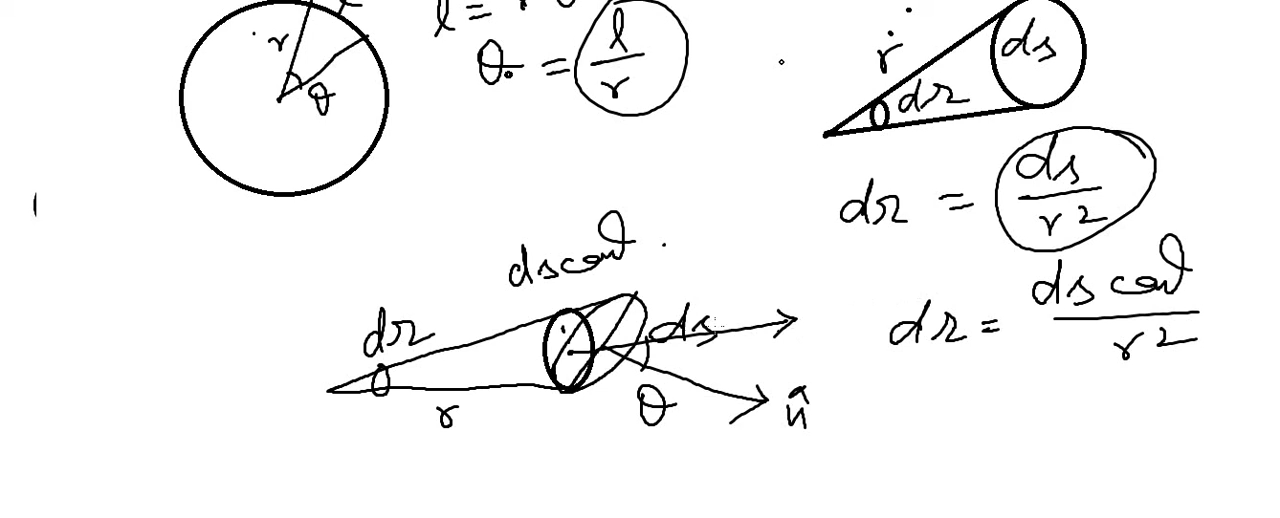 l = r θ
r
θ
θ = l/r
r
ds
dΩ
dΩ = ds/r²
ds cosθ
dΩ
r
ds
θ
n̂
dΩ = ds cosθ / r²